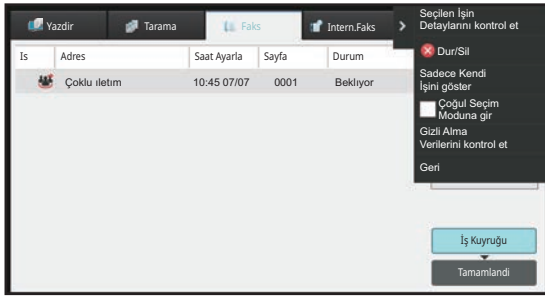 Yazdir
Tarama
Faks
Intern.Faks
Is
Adres
Saat Ayarla
Sayfa
Durum
Çoklu ıletım
10:45 07/07
0001
Beklıyor
Seçilen İşin
Detaylarını kontrol et
Dur/Sil
Sadece Kendi
İşini göster
Çoğul Seçim
Moduna gir
Gizli Alma
Verilerini kontrol et
Geri
İş Kuyruğu
Tamamlandi